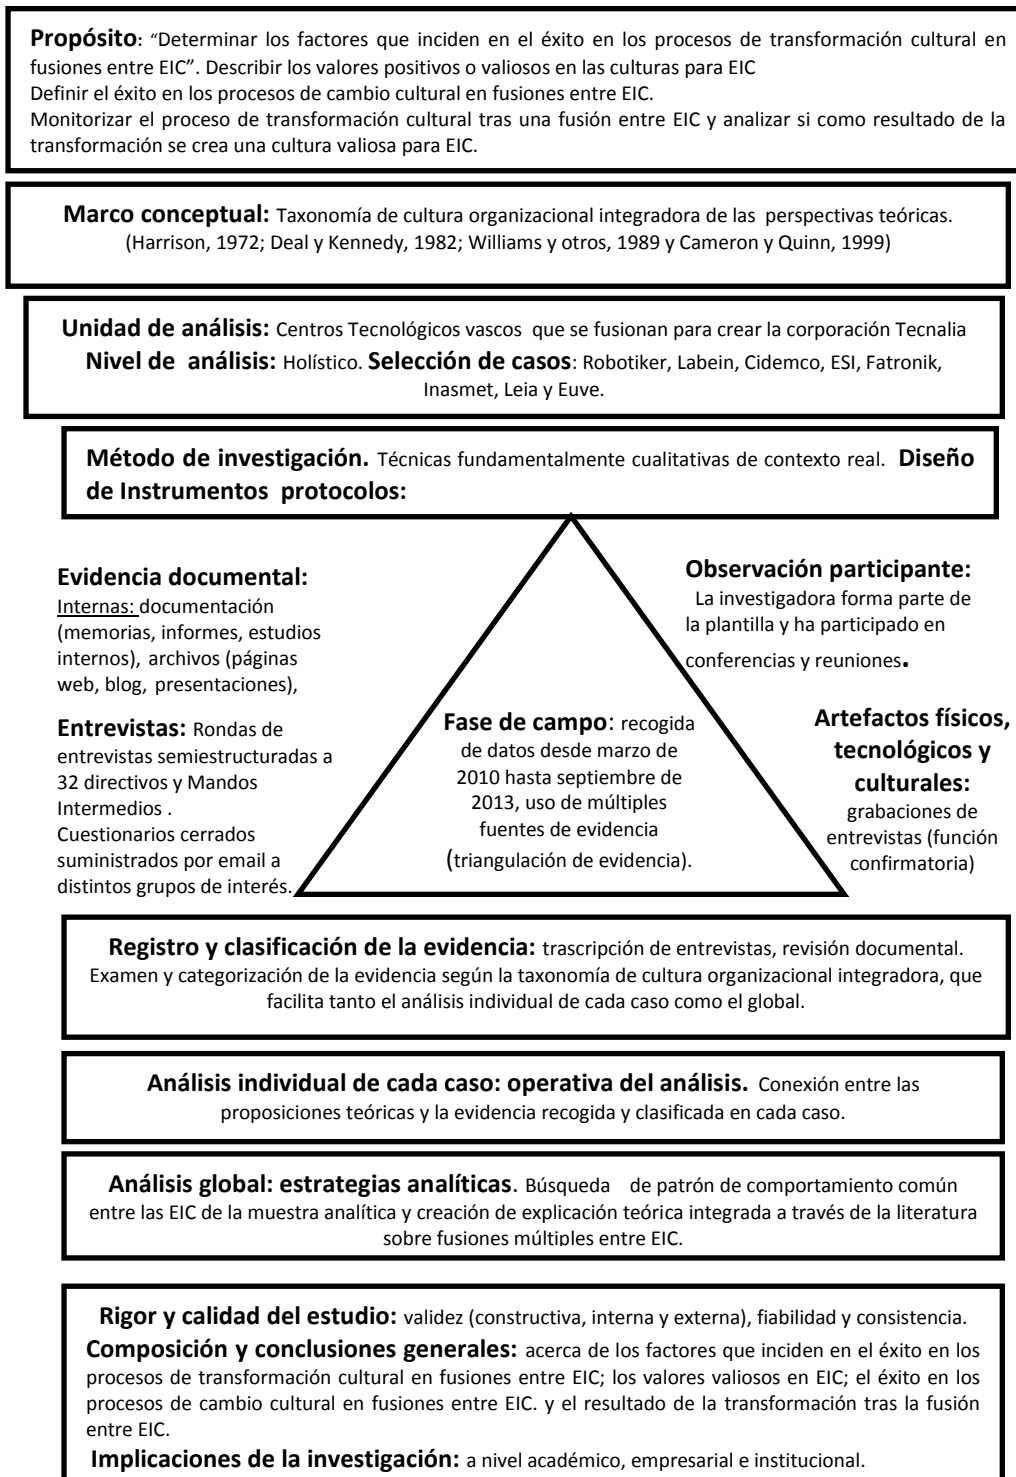 Propósito: “Determinar los factores que inciden en el éxito en los procesos de transformación cultural en
fusiones entre EIC”. Describir los valores positivos o valiosos en las culturas para EIC
Definir el éxito en los procesos de cambio cultural en fusiones entre EIC.
Monitorizar el proceso de transformación cultural tras una fusión entre EIC y analizar si como resultado de la
transformación se crea una cultura valiosa para EIC.
Marco conceptual: Taxonomía de cultura organizacional integradora de las perspectivas teóricas.
(Harrison, 1972; Deal y Kennedy, 1982; Williams y otros, 1989 y Cameron y Quinn, 1999)
Unidad de análisis: Centros Tecnológicos vascos que se fusionan para crear la corporación Tecnalia
Nivel de análisis: Holístico. Selección de casos: Robotiker, Labein, Cidemco, ESI, Fatronik,
Inasmet, Leia y Euve.
Método de investigación. Técnicas fundamentalmente cualitativas de contexto real. Diseño
de Instrumentos protocolos:
Evidencia documental:
Internas: documentación
(memorias, informes, estudios
internos), archivos (páginas
web, blog, presentaciones),
Entrevistas: Rondas de
entrevistas semiestructuradas a
32 directivos y Mandos
Intermedios .
Cuestionarios cerrados
suministrados por email a
distintos grupos de interés.
Fase de campo: recogida
de datos desde marzo de
2010 hasta septiembre de
2013, uso de múltiples
fuentes de evidencia
(triangulación de evidencia).
Observación participante:
La investigadora forma parte de
la plantilla y ha participado en
conferencias y reuniones.
Artefactos físicos,
tecnológicos y
culturales:
grabaciones de
entrevistas (función
confirmatoria)
Registro y clasificación de la evidencia: trascripción de entrevistas, revisión documental.
Examen y categorización de la evidencia según la taxonomía de cultura organizacional integradora, que
facilita tanto el análisis individual de cada caso como el global.
Análisis individual de cada caso: operativa del análisis. Conexión entre las
proposiciones teóricas y la evidencia recogida y clasificada en cada caso.
Análisis global: estrategias analíticas. Búsqueda de patrón de comportamiento común
entre las EIC de la muestra analítica y creación de explicación teórica integrada a través de la literatura
sobre fusiones múltiples entre EIC.
Rigor y calidad del estudio: validez (constructiva, interna y externa), fiabilidad y consistencia.
Composición y conclusiones generales: acerca de los factores que inciden en el éxito en los
procesos de transformación cultural en fusiones entre EIC; los valores valiosos en EIC; el éxito en los
procesos de cambio cultural en fusiones entre EIC. y el resultado de la transformación tras la fusión
entre EIC.
Implicaciones de la investigación: a nivel académico, empresarial e institucional.